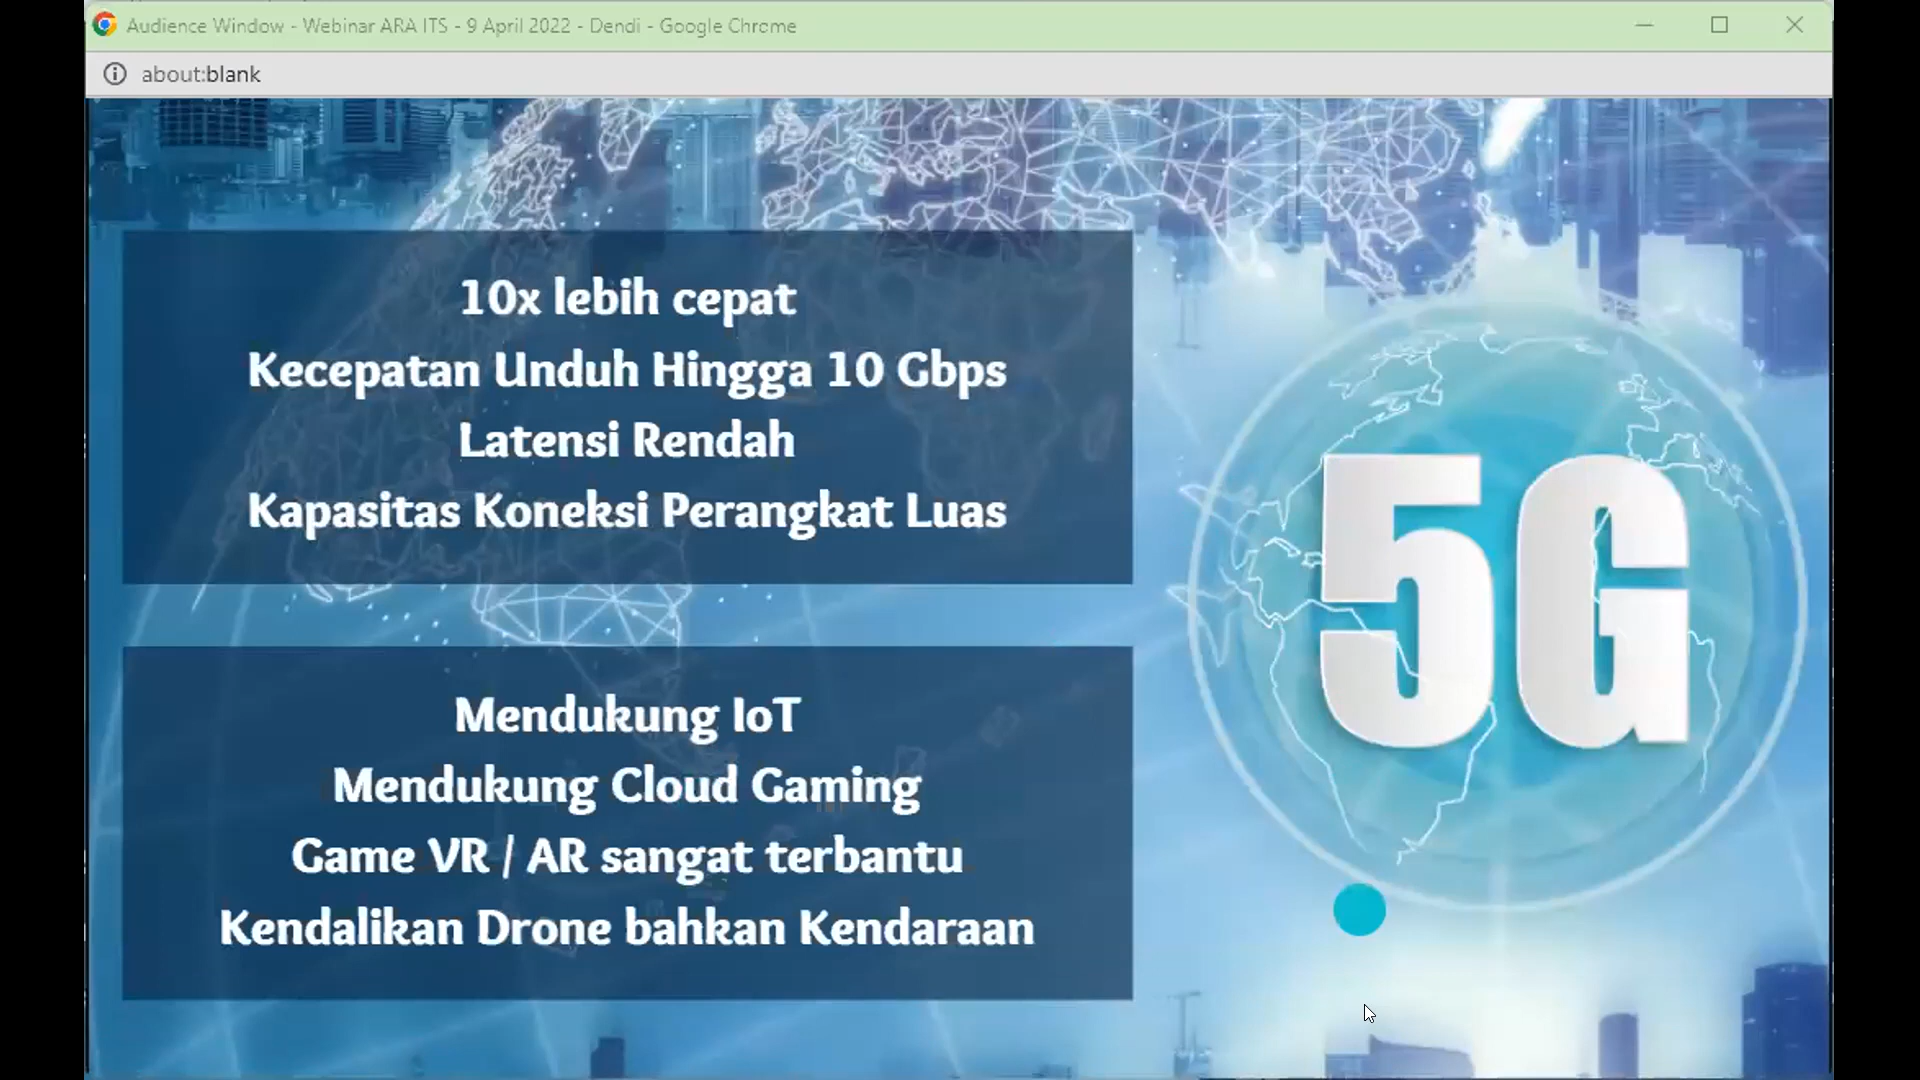 Audience Window - Webinar ARA ITS - 9 April 2022 - Dendi - Google Chrome
about:blank
10x lebih cepat
Kecepatan Unduh Hingga 10 Gbps
Latensi Rendah
Kapasitas Koneksi Perangkat Luas
5G
Mendukung IoT
Mendukung Cloud Gaming
Game VR / AR sangat terbantu
Kendalikan Drone bahkan Kendaraan